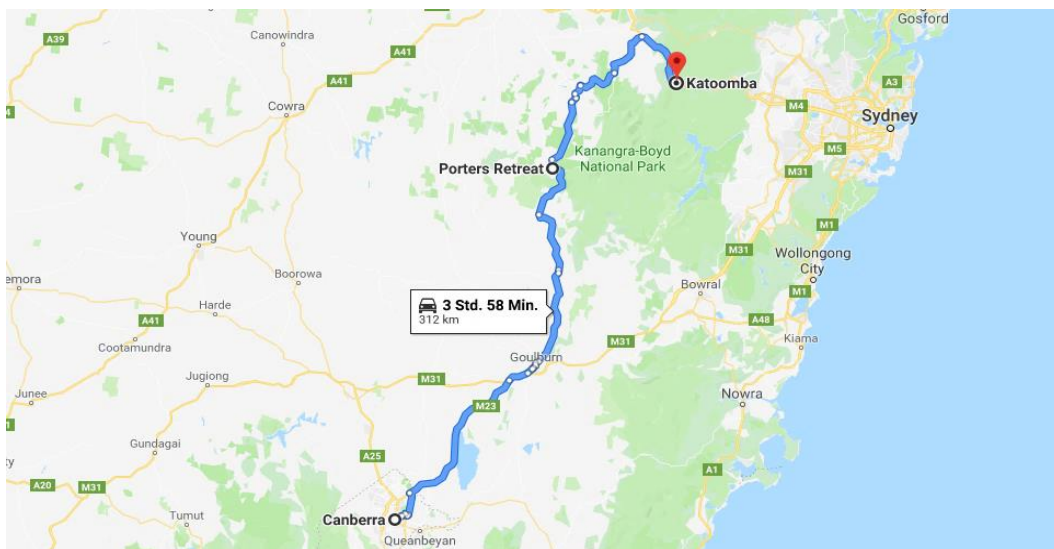 Gosford
A39
Canowindra
A41
A41
Katoomba
A3
Cowra
M4
Sydney
A41
Kanangra-Boyd
National Park
M5
Porters Retreat
M31
M1
Young
Wollongong
City
M31
emora
Boorowa
Bowral
M1
3 Std. 58 Min.
312 km
Harde
A41
A48
Kiama
Cootamundra
M31
Goulburn
Jugiong
M31
Junee
M23
Nowra
Gundagai
A25
A1
A20
M31
Tumut
Canberra
Queanbeyan